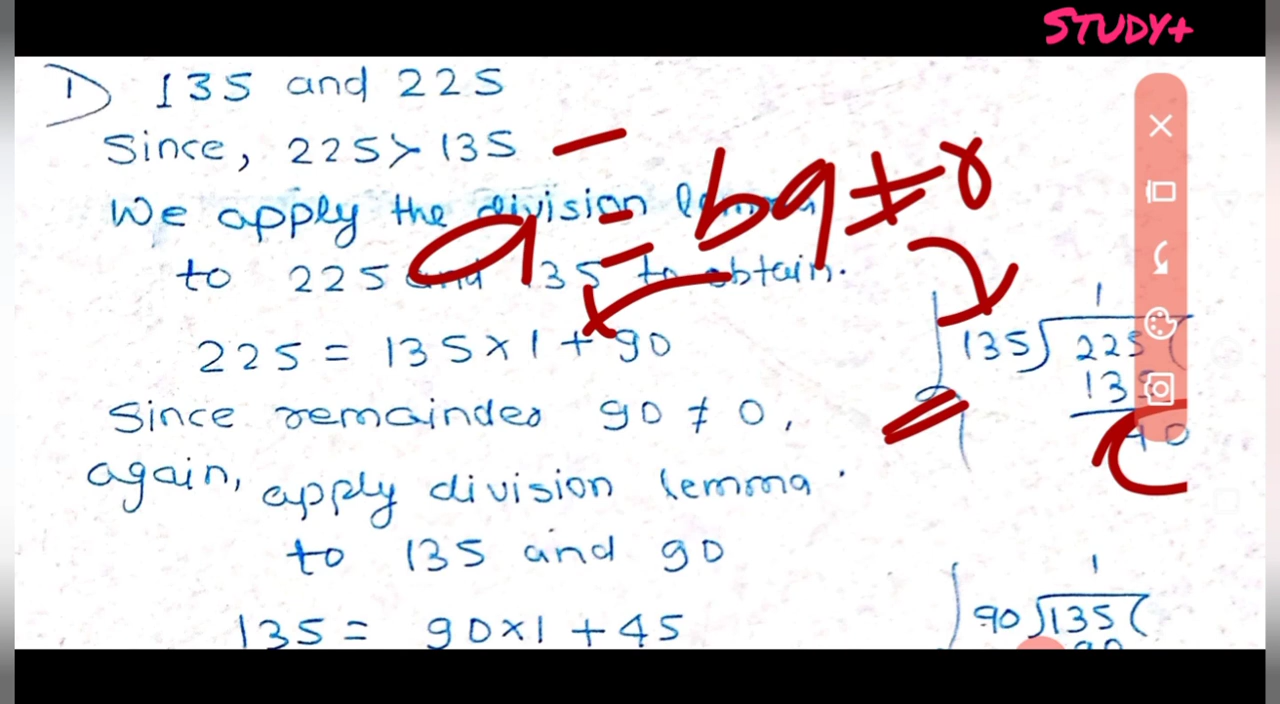 STUDY+
1) 135 and 225
Since, 225 > 135
We apply the division lemma
to 225 and 135 to obtain.
a = bq + r
225 = 135 × 1 + 90
Since remainder 90 ≠ 0,
again, apply division lemma
to 135 and 90
135 = 90 × 1 + 45
1
135) 225 (
135
90
1
90) 135 (
90